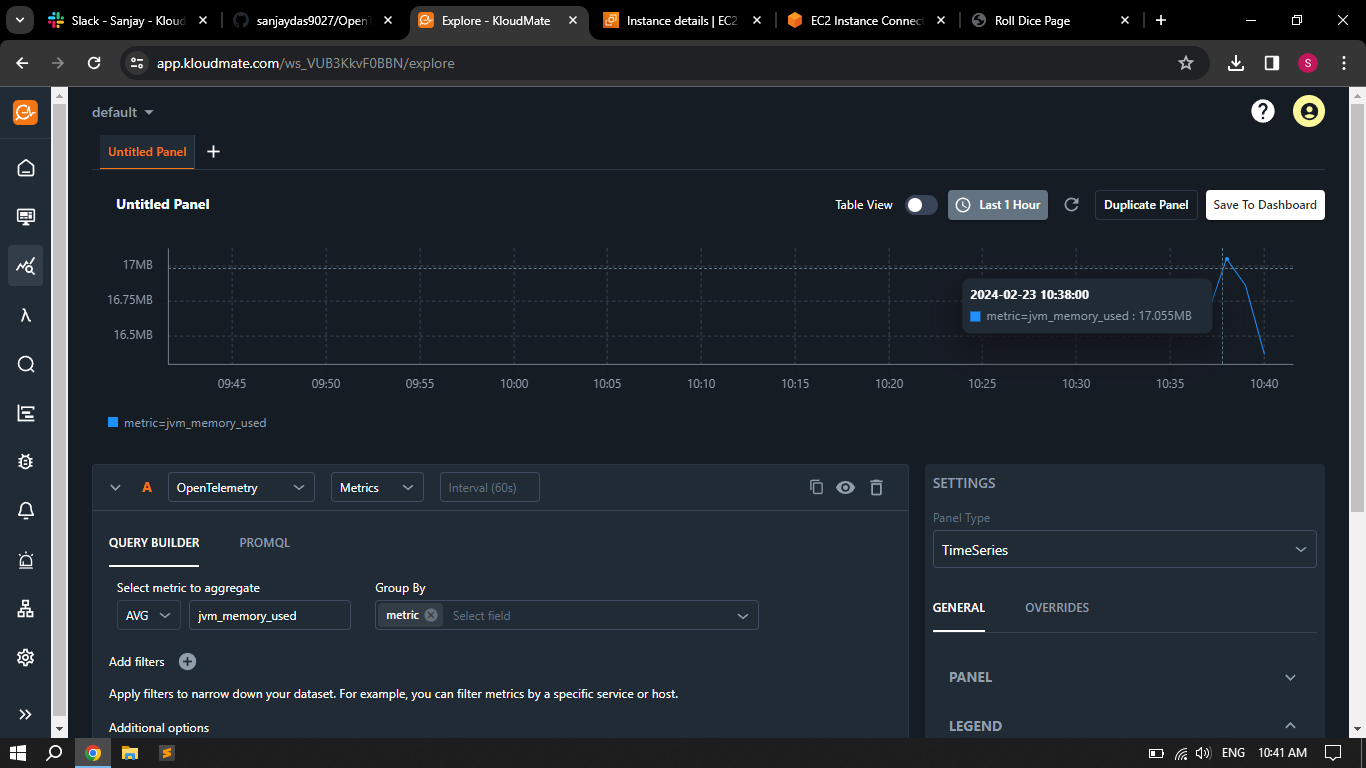 Slack - Sanjay - Kloud
sanjaydas9027/OpenT
Explore - KloudMate
Instance details | EC2
EC2 Instance Connect
Roll Dice Page
app.kloudmate.com/ws_VUB3KkvF0BBN/explore
S
default
Untitled Panel
Untitled Panel
Table View
Last 1 Hour
Duplicate Panel
Save To Dashboard
17MB
16.75MB
16.5MB
2024-02-23 10:38:00
metric=jvm_memory_used : 17.055MB
09:45 09:50 09:55 10:00 10:05 10:10 10:15 10:20 10:25 10:30 10:35 10:40
metric=jvm_memory_used
A
OpenTelemetry
Metrics
Interval (60s)
SETTINGS
Panel Type
TimeSeries
QUERY BUILDER
PROMQL
Select metric to aggregate
Group By
AVG
jvm_memory_used
metric
Select field
GENERAL
OVERRIDES
Add filters
Apply filters to narrow down your dataset. For example, you can filter metrics by a specific service or host.
Additional options
PANEL
LEGEND
ENG
10:41 AM